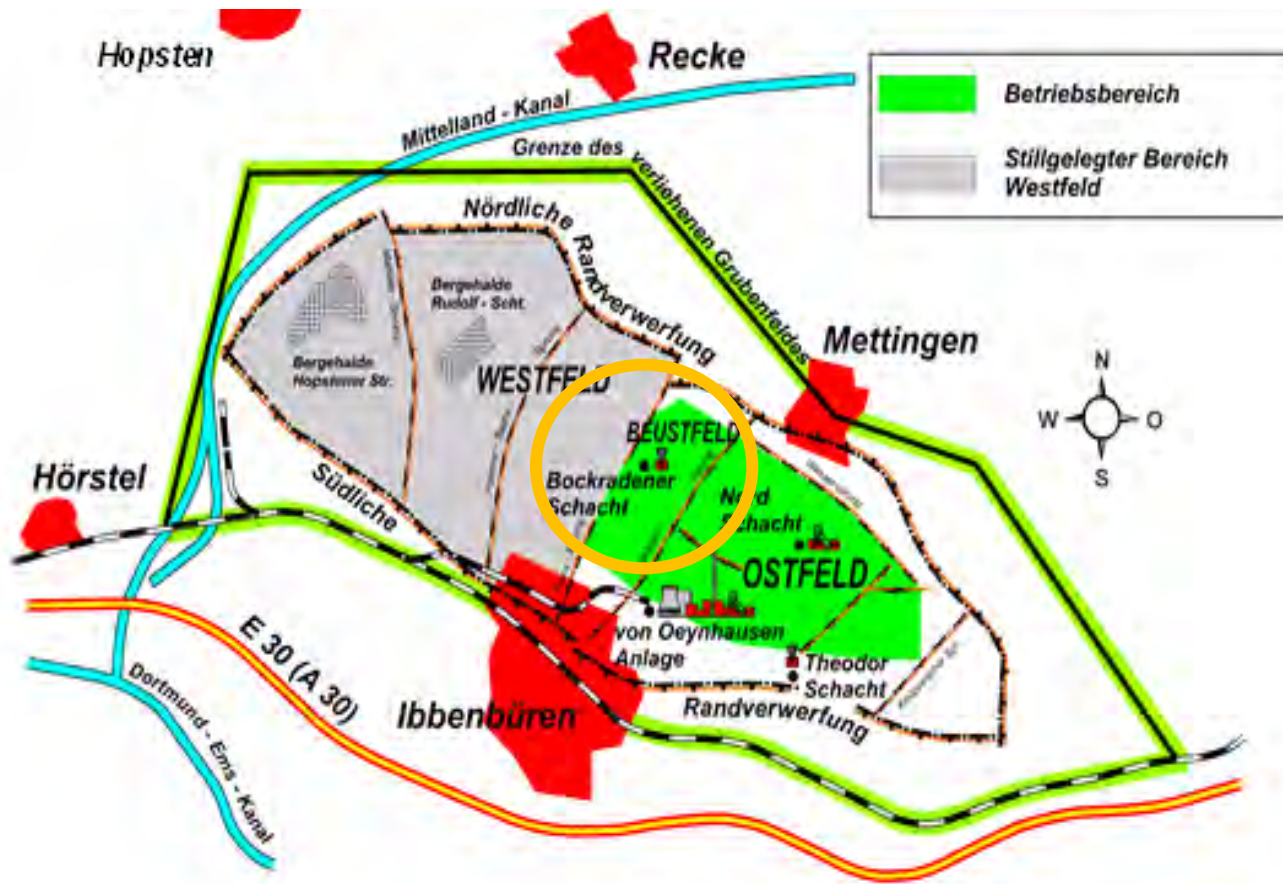 Hopsten
Recke
Betriebsbereich
Stillgelegter Bereich
Westfeld
Mittelland - Kanal
Grenze des verliehenen Grubenfeldes
Nördliche Randverwerfung
Bergehalde
Rudolf - Scht.
Bergehalde
Hopstener Str.
WESTFELD
Mettingen
N
W
O
S
BEUSTFELD
Bockradener
Schacht
Nord
Schacht
Hörstel
Südliche
OSTFELD
von Oeynhausen
Anlage
Theodor
Schacht
Randverwerfung
Ibbenbüren
E 30 (A 30)
Dortmund - Ems - Kanal